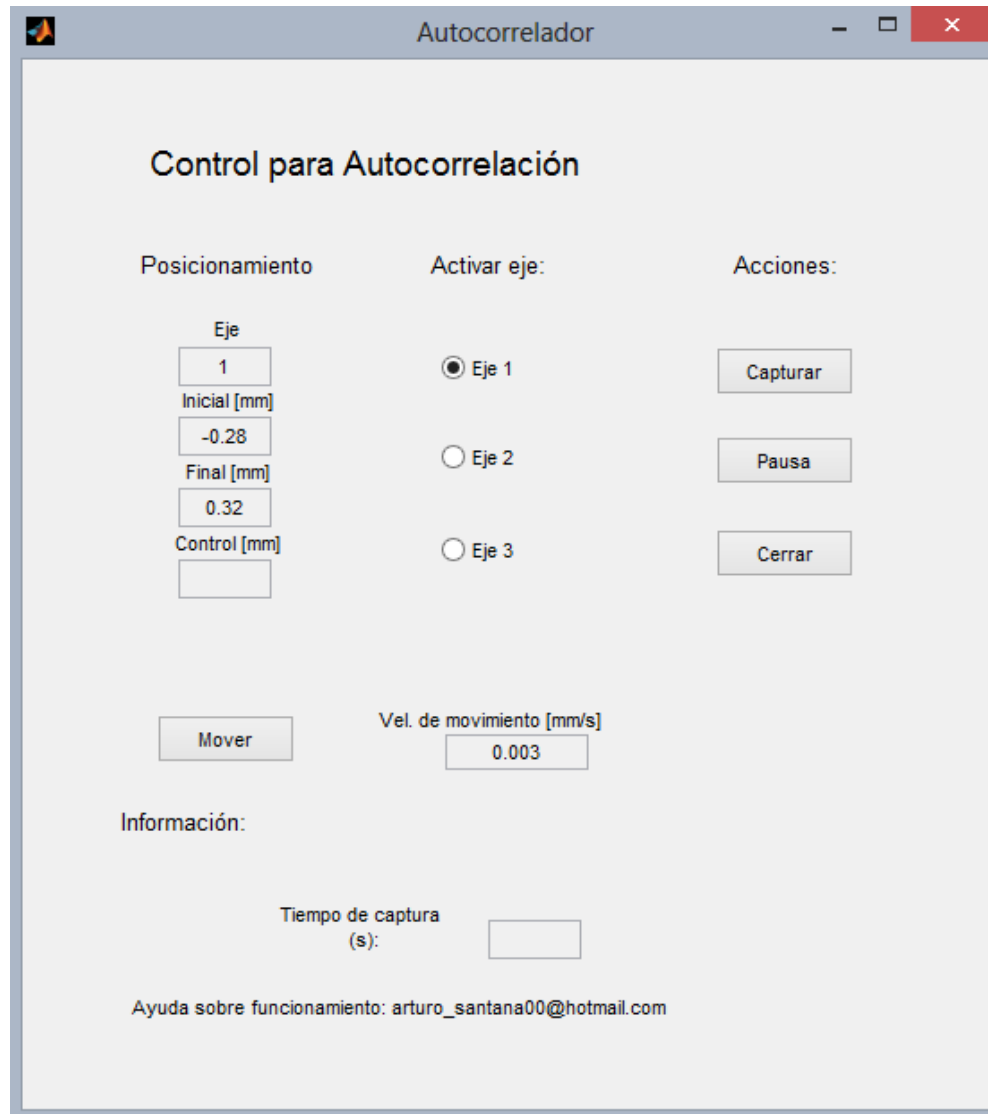 Autocorrelador
Control para Autocorrelación
Posicionamiento
Activar eje:
Acciones:
Eje
1
Inicial [mm]
-0.28
Final [mm]
0.32
Control [mm]
Eje 1
Eje 2
Eje 3
Capturar
Pausa
Cerrar
Mover
Vel. de movimiento [mm/s]
0.003
Información:
Tiempo de captura
(s):
Ayuda sobre funcionamiento: arturo_santana00@hotmail.com